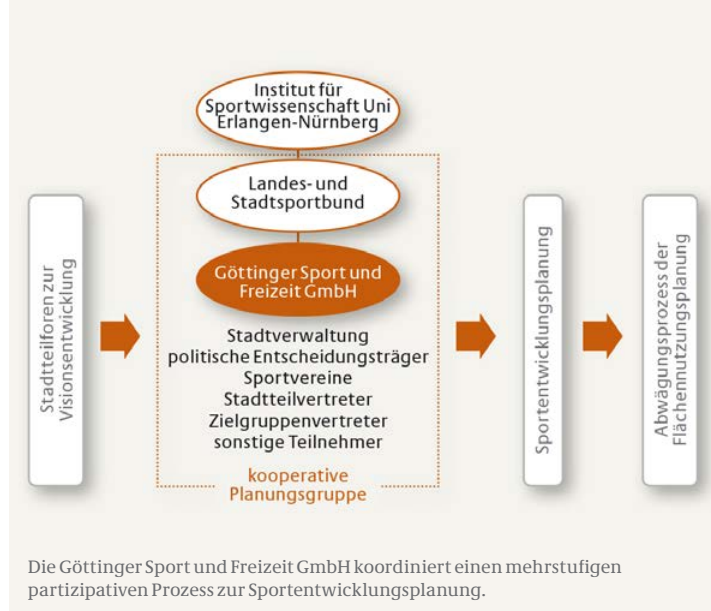 Institut für
Sportwissenschaft Uni
Erlangen-Nürnberg
Landes- und
Stadtsportbund
Göttinger Sport und
Freizeit GmbH
Stadtteilforen zur
Visionsentwicklung
Stadtverwaltung
politische Entscheidungsträger
Sportvereine
Stadtteilvertreter
Zielgruppenvertreter
sonstige Teilnehmer
kooperative
Planungsgruppe
Sportentwicklungsplanung
Abwägungsprozess der
Flächennutzungsplanung
Die Göttinger Sport und Freizeit GmbH koordiniert einen mehrstufigen
partizipativen Prozess zur Sportentwicklungsplanung.